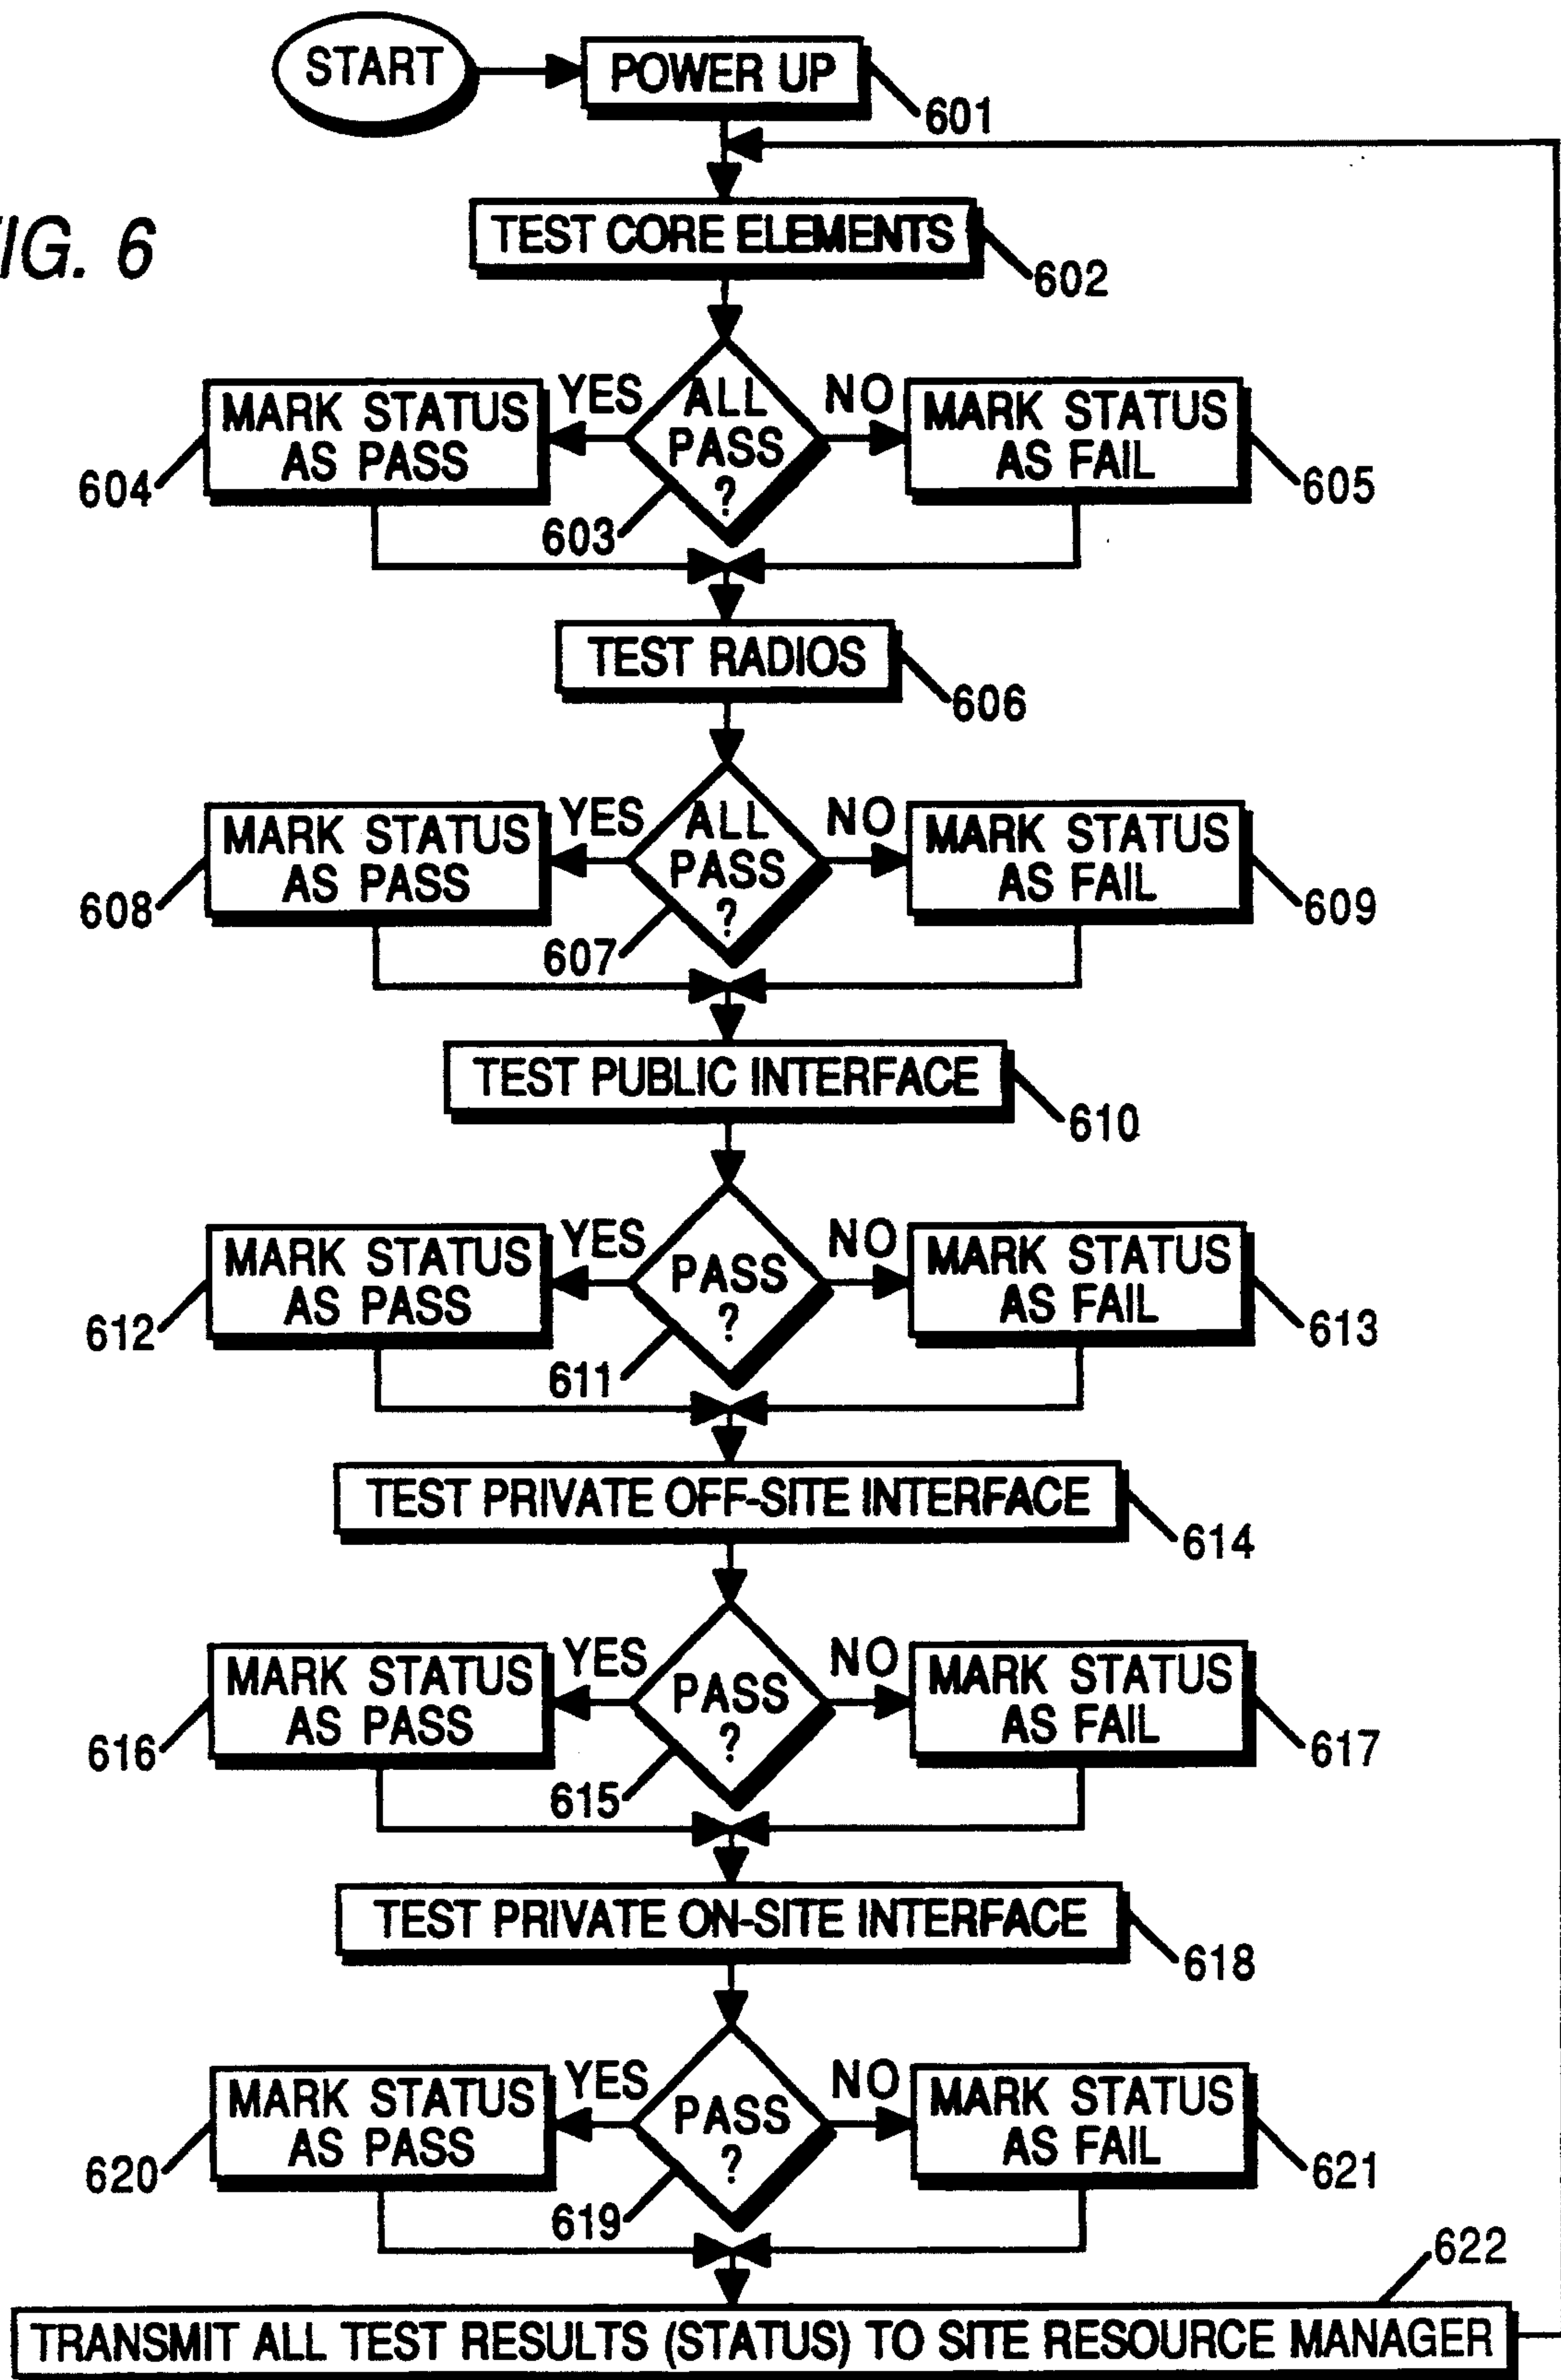 START
POWER UP
601
IG. 6
TEST CORE ELEMENTS
602
YES
ALL
PASS
?
NO
MARK STATUS
AS PASS
MARK STATUS
AS FAIL
604
603
605
TEST RADIOS
606
YES
ALL
PASS
?
NO
MARK STATUS
AS PASS
MARK STATUS
AS FAIL
608
607
609
TEST PUBLIC INTERFACE
610
YES
PASS
?
NO
MARK STATUS
AS PASS
MARK STATUS
AS FAIL
612
611
613
TEST PRIVATE OFF-SITE INTERFACE
614
YES
PASS
?
NO
MARK STATUS
AS PASS
MARK STATUS
AS FAIL
616
615
617
TEST PRIVATE ON-SITE INTERFACE
618
YES
PASS
?
NO
MARK STATUS
AS PASS
MARK STATUS
AS FAIL
620
619
621
622
TRANSMIT ALL TEST RESULTS (STATUS) TO SITE RESOURCE MANAGER